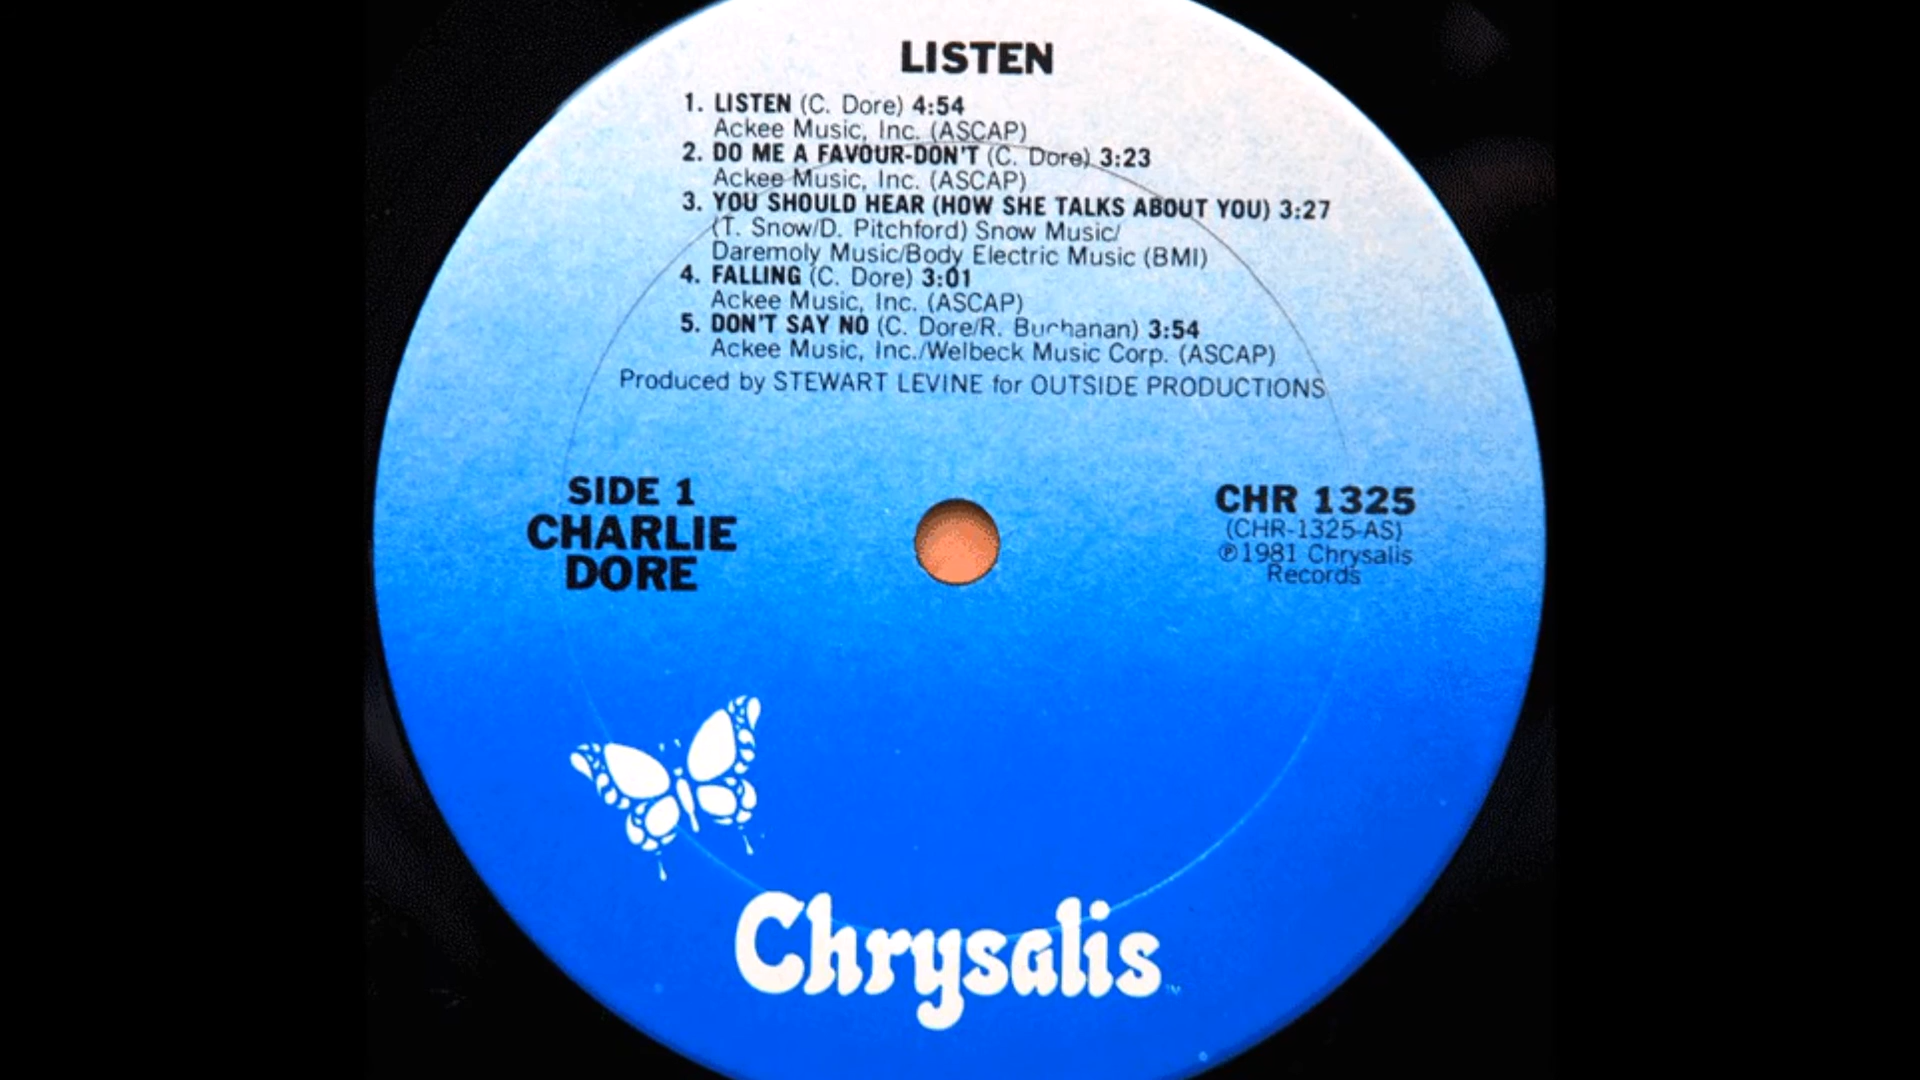 LISTEN
1. LISTEN (C. Dore) 4:54
Ackee Music, Inc. (ASCAP)
2. DO ME A FAVOUR-DON'T (C. Dore) 3:23
Ackee Music, Inc. (ASCAP)
3. YOU SHOULD HEAR (HOW SHE TALKS ABOUT YOU) 3:27
(T. Snow/D. Pitchford) Snow Music/
Daremoly Music/Body Electric Music (BMI)
4. FALLING (C. Dore) 3:01
Ackee Music, Inc. (ASCAP)
5. DON'T SAY NO (C. Dore/R. Buchanan) 3:54
Ackee Music, Inc./Welbeck Music Corp. (ASCAP)
Produced by STEWART LEVINE for OUTSIDE PRODUCTIONS
SIDE 1
CHARLIE
DORE
CHR 1325
(CHR-1325-AS)
℗1981 Chrysalis
Records
Chrysalis™